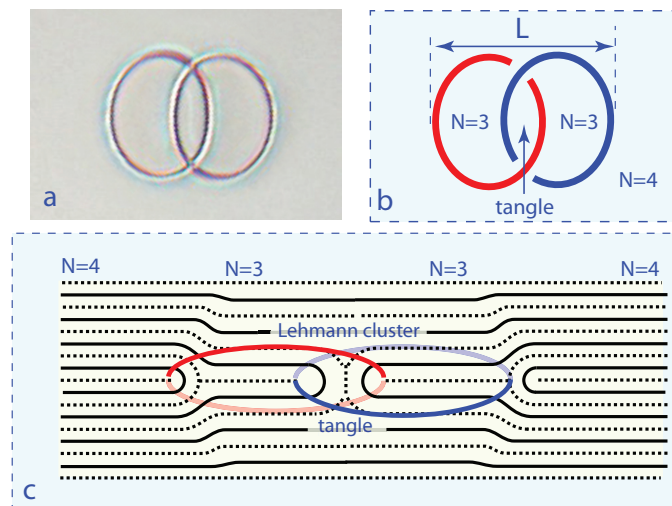 a
L
N=3
N=3
N=4
tangle
b
N=4
N=3
N=3
N=4
Lehmann cluster
tangle
c